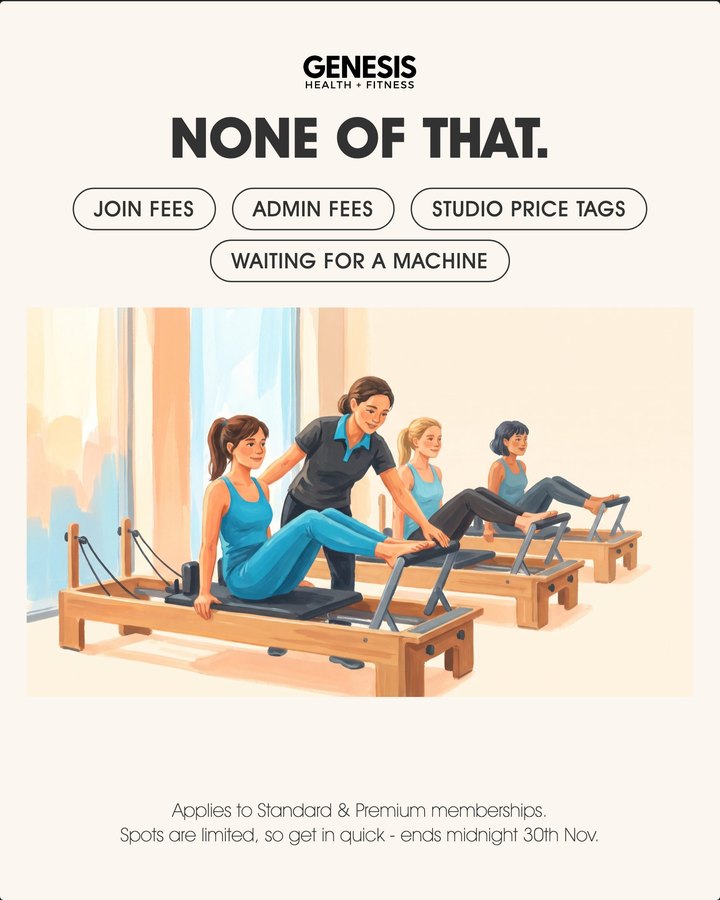 GENESIS
HEALTH + FITNESS
NONE OF THAT.
JOIN FEES
ADMIN FEES
STUDIO PRICE TAGS
WAITING FOR A MACHINE
Applies to Standard & Premium memberships.
Spots are limited, so get in quick - ends midnight 30th Nov.